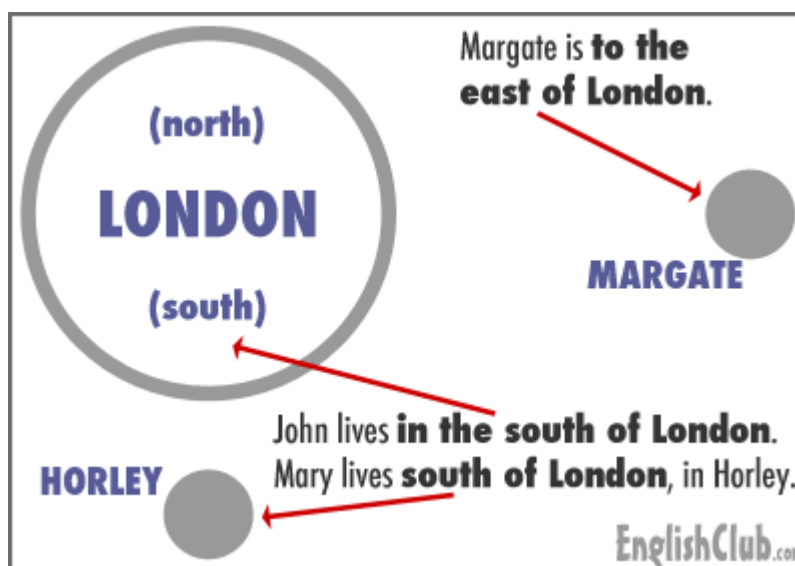 Margate is to the
east of London.
(north)
LONDON
(south)
MARGATE
John lives in the south of London.
Mary lives south of London, in Horley.
HORLEY
EnglishClub.com